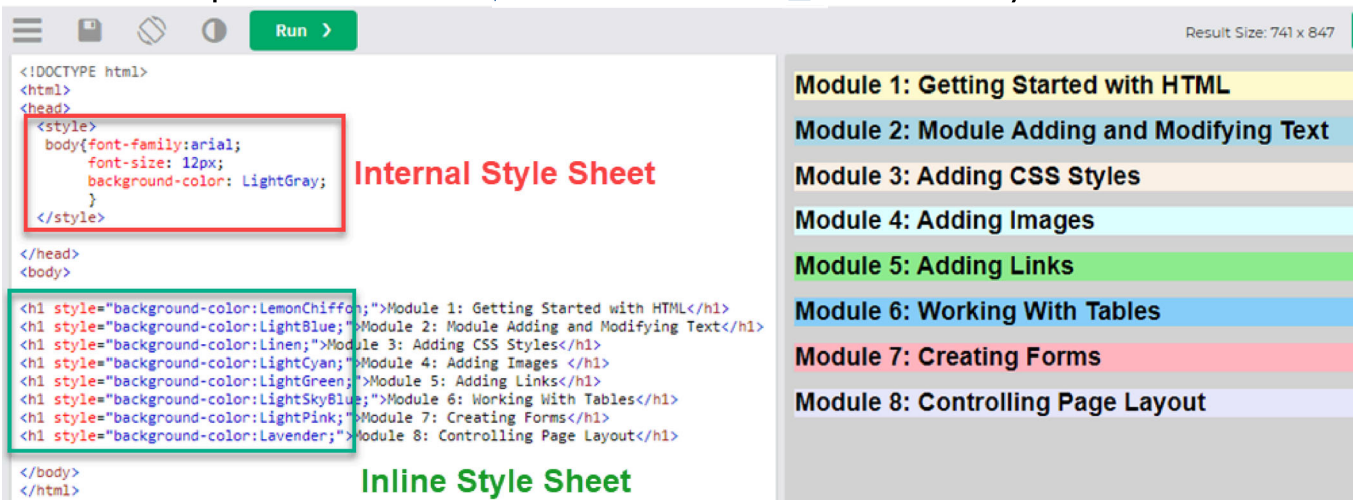 Run ❯
Result Size: 741 x 847
<!DOCTYPE html>
<html>
<head>
<style>
body{font-family:arial;
font-size: 12px;
background-color: LightGray;
}
</style>
Internal Style Sheet
</head>
<body>
<h1 style="background-color:LemonChiffon;">Module 1: Getting Started with HTML</h1>
<h1 style="background-color:LightBlue;">Module 2: Module Adding and Modifying Text</h1>
<h1 style="background-color:Linen;">Module 3: Adding CSS Styles</h1>
<h1 style="background-color:LightCyan;">Module 4: Adding Images </h1>
<h1 style="background-color:LightGreen;">Module 5: Adding Links</h1>
<h1 style="background-color:LightSkyBlue;">Module 6: Working With Tables</h1>
<h1 style="background-color:LightPink;">Module 7: Creating Forms</h1>
<h1 style="background-color:Lavender;">Module 8: Controlling Page Layout</h1>
</body>
</html>
Inline Style Sheet
Module 1: Getting Started with HTML
Module 2: Module Adding and Modifying Text
Module 3: Adding CSS Styles
Module 4: Adding Images
Module 5: Adding Links
Module 6: Working With Tables
Module 7: Creating Forms
Module 8: Controlling Page Layout